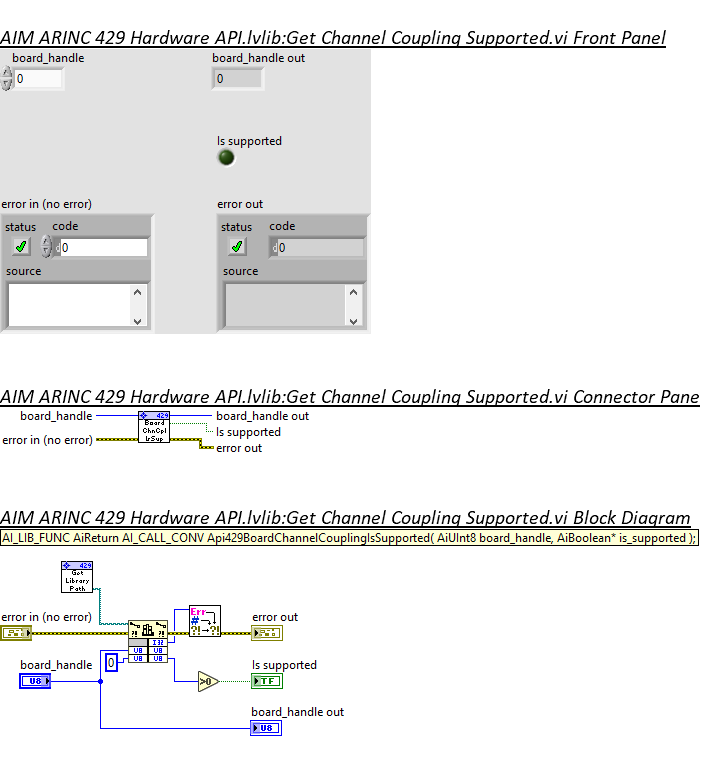 AIM ARINC 429 Hardware API.lvlib:Get Channel Coupling Supported.vi Front Panel
board_handle
board_handle out
0
0
Is supported
error in (no error)
error out
status code
status code
d0
d0
source
source
AIM ARINC 429 Hardware API.lvlib:Get Channel Coupling Supported.vi Connector Pane
board_handle
429
board_handle out
Board
ChnCpl
IsSup
Is supported
error in (no error)
error out
AIM ARINC 429 Hardware API.lvlib:Get Channel Coupling Supported.vi Block Diagram
AI_LIB_FUNC AiReturn AI_CALL_CONV Api429BoardChannelCouplingIsSupported( AiUInt8 board_handle, AiBoolean* is_supported );
429
Get
Library
Path
error in (no error)
Err
#
?!→?!
error out
?!
?!
I32
U8 U8
U8 U8
0
board_handle
U8
>0
Is supported
TF
board_handle out
U8